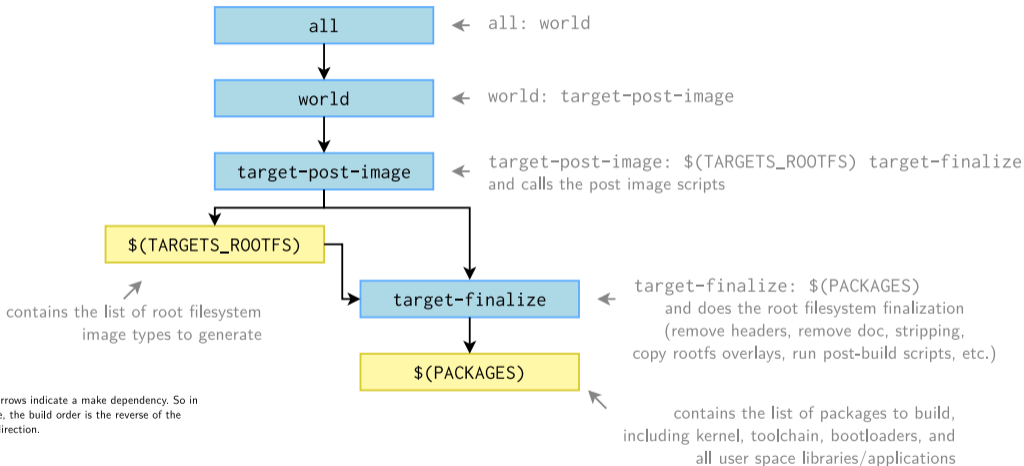 all
all: world
world
world: target-post-image
target-post-image
target-post-image: $(TARGETS_ROOTFS) target-finalize
and calls the post image scripts
$(TARGETS_ROOTFS)
contains the list of root filesystem
image types to generate
target-finalize
target-finalize: $(PACKAGES)
and does the root filesystem finalization
(remove headers, remove doc, stripping,
copy rootfs overlays, run post-build scripts, etc.)
$(PACKAGES)
contains the list of packages to build,
including kernel, toolchain, bootloaders, and
all user space libraries/applications
indicate a make dependency. So in
the build order is the reverse of the